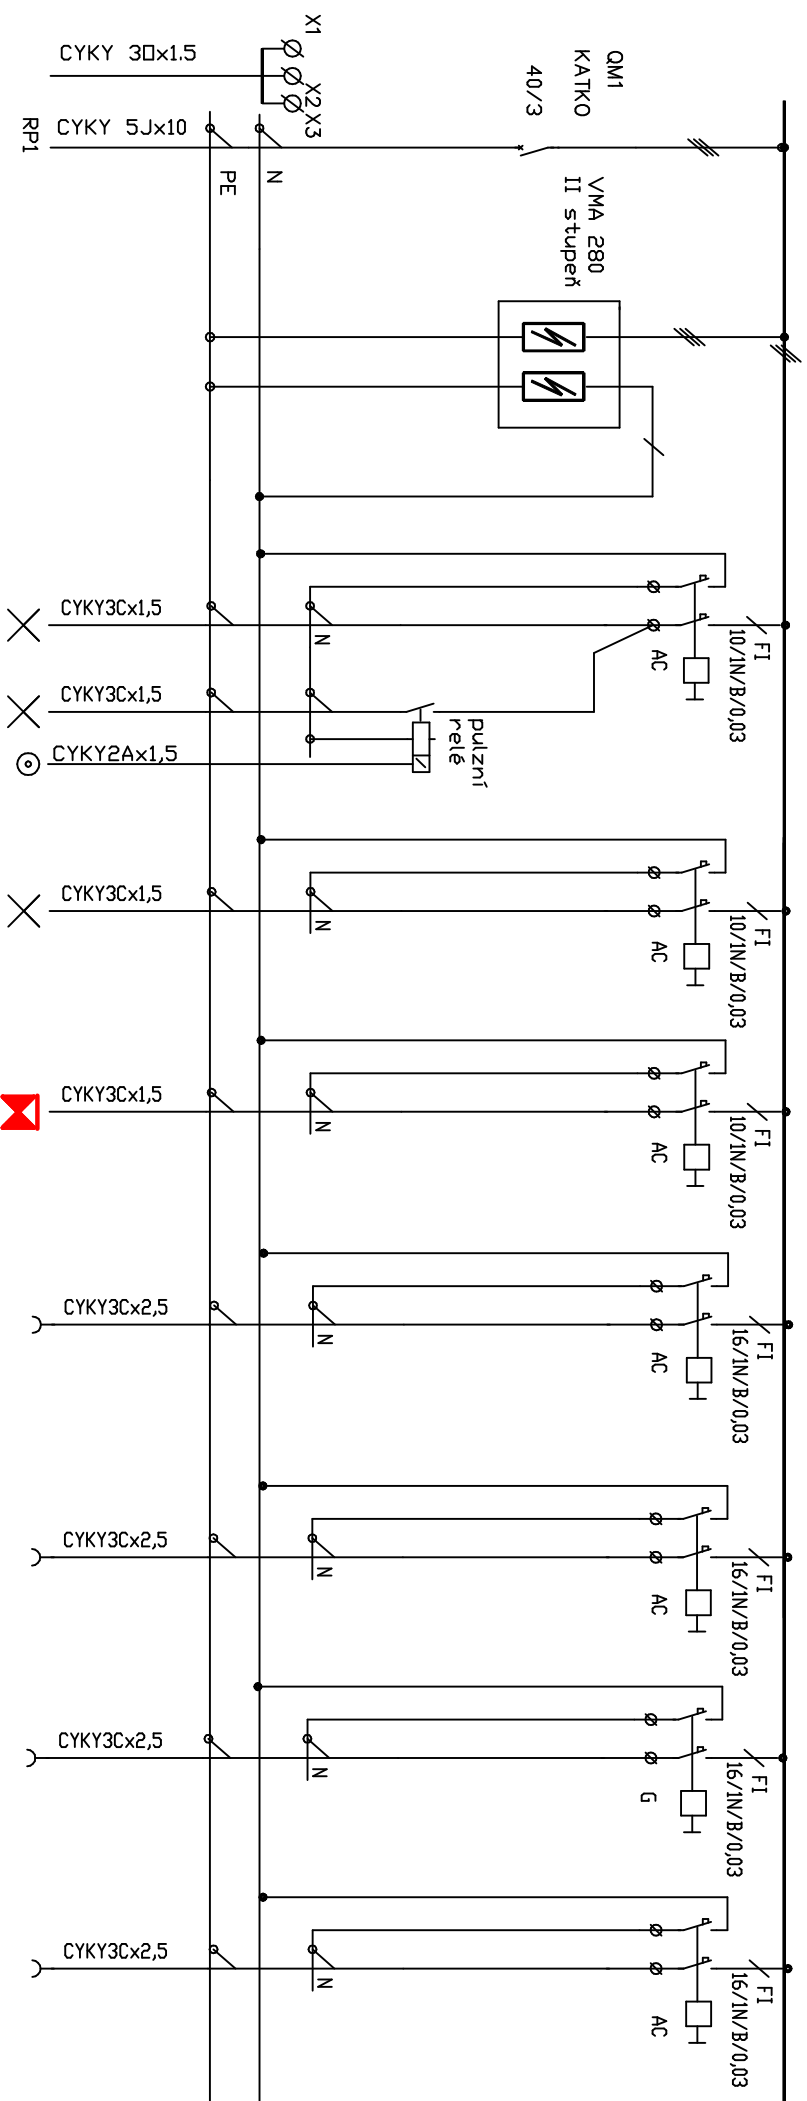 X1
X2
X3
CYKY 3Ox1.5
QM1
KATKO
40/3
RP1
CYKY 5Jx10
PE
N
VMA 280
II stupeň
CYKY3Cx1,5
N
AC
FI
10/1N/B/0,03
CYKY3Cx1,5
CYKY2Ax1,5
pulzní
relé
CYKY3Cx1,5
N
AC
FI
10/1N/B/0,03
CYKY3Cx1,5
N
AC
FI
10/1N/B/0,03
CYKY3Cx2,5
N
AC
FI
16/1N/B/0,03
CYKY3Cx2,5
N
AC
FI
16/1N/B/0,03
CYKY3Cx2,5
N
G
FI
16/1N/B/0,03
CYKY3Cx2,5
N
AC
FI
16/1N/B/0,03